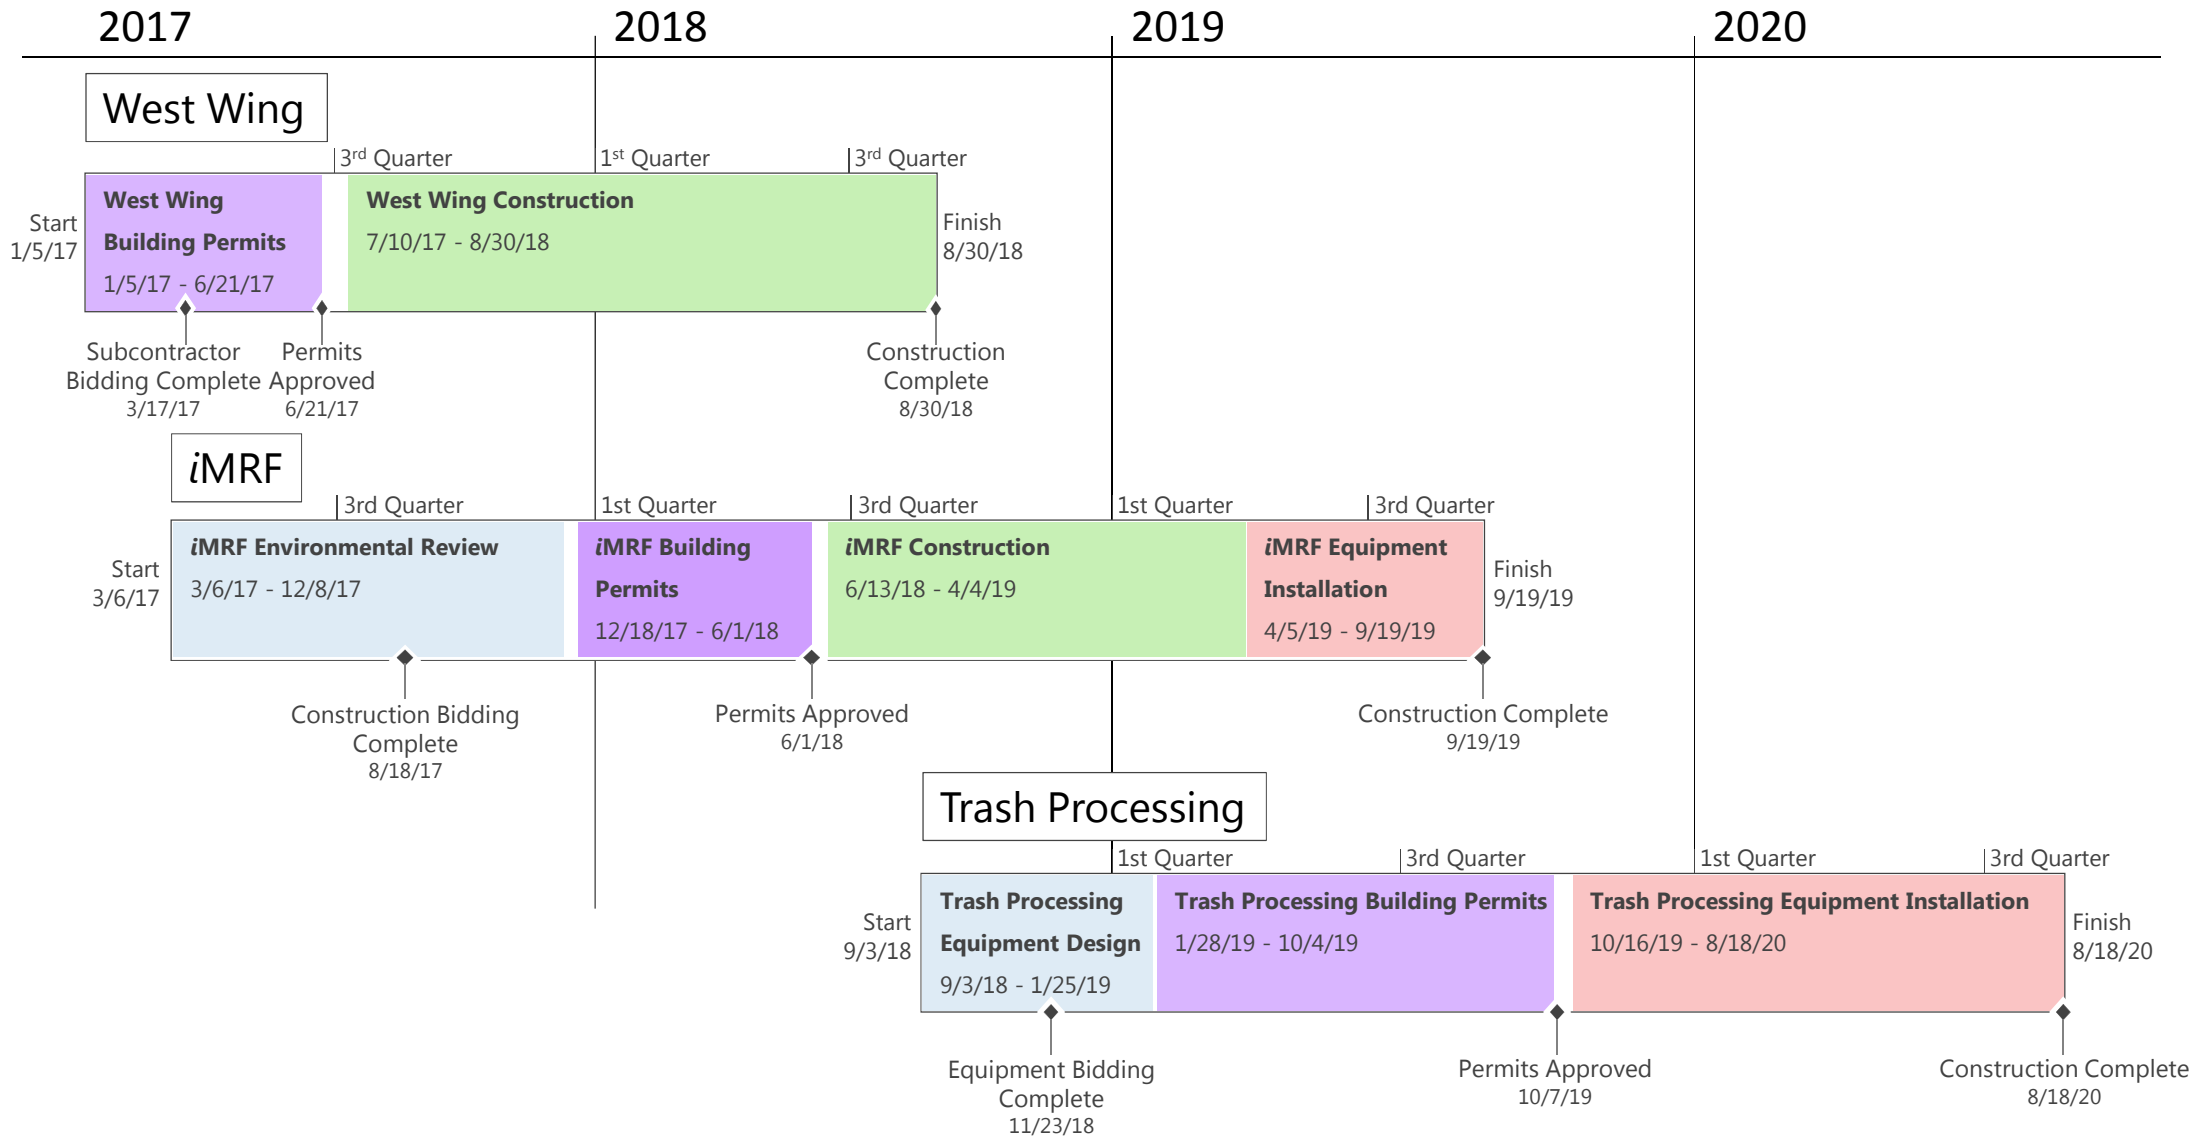 2017
2018
2019
2020
West Wing
3rd Quarter
1st Quarter
3rd Quarter
Start
1/5/17
West Wing
Building Permits
1/5/17 - 6/21/17
West Wing Construction
7/10/17 - 8/30/18
Finish
8/30/18
Subcontractor
Bidding Complete
3/17/17
Permits
Approved
6/21/17
Construction
Complete
8/30/18
iMRF
3rd Quarter
1st Quarter
3rd Quarter
1st Quarter
3rd Quarter
Start
3/6/17
iMRF Environmental Review
3/6/17 - 12/8/17
iMRF Building
Permits
12/18/17 - 6/1/18
iMRF Construction
6/13/18 - 4/4/19
iMRF Equipment
Installation
4/5/19 - 9/19/19
Finish
9/19/19
Construction Bidding
Complete
8/18/17
Permits Approved
6/1/18
Construction Complete
9/19/19
Trash Processing
1st Quarter
3rd Quarter
1st Quarter
3rd Quarter
Start
9/3/18
Trash Processing
Equipment Design
9/3/18 - 1/25/19
Trash Processing Building Permits
1/28/19 - 10/4/19
Trash Processing Equipment Installation
10/16/19 - 8/18/20
Finish
8/18/20
Equipment Bidding
Complete
11/23/18
Permits Approved
10/7/19
Construction Complete
8/18/20